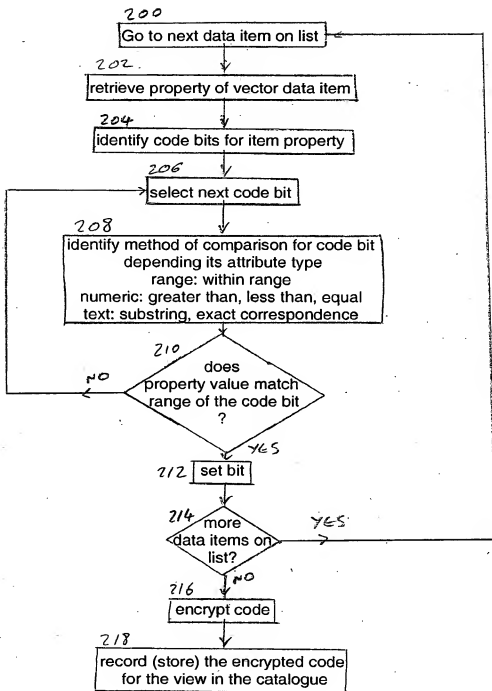 200
Go to next data item on list
202
retrieve property of vector data item
204
identify code bits for item property
206
select next code bit
208
identify method of comparison for code bit
depending its attribute type
range: within range
numeric: greater than, less than, equal
text: substring, exact correspondence
210
does
property value match
range of the code bit
?
NO
YES
212
set bit
214
more
data items on
list?
YES
NO
216
encrypt code
218
record (store) the encrypted code
for the view in the catalogue